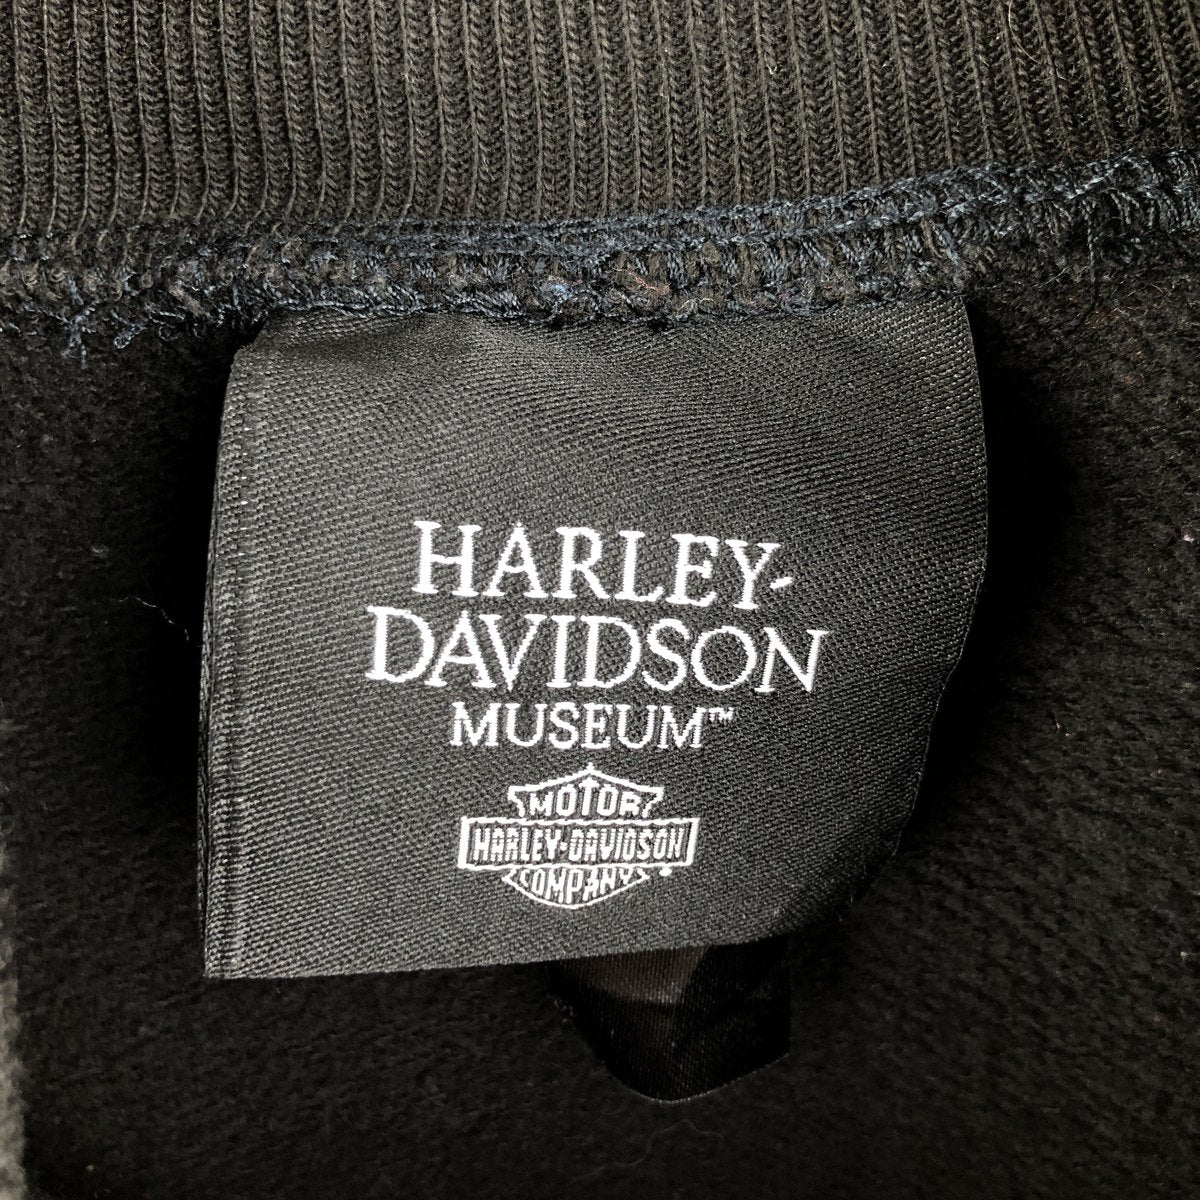 HARLEY-
DAVIDSON
MUSEUM™
MOTOR
HARLEY-DAVIDSON
COMPANY